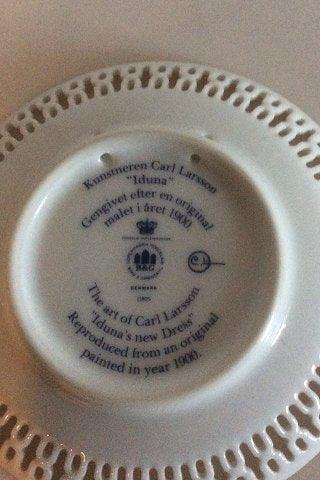 Kunstneren Carl Larsson
"Iduna"
Gengivet efter en original
malet i året 1900
B&G
DENMARK
The art of Carl Larsson
"Iduna's new Dress"
Reproduced from an original
painted in year 1900.